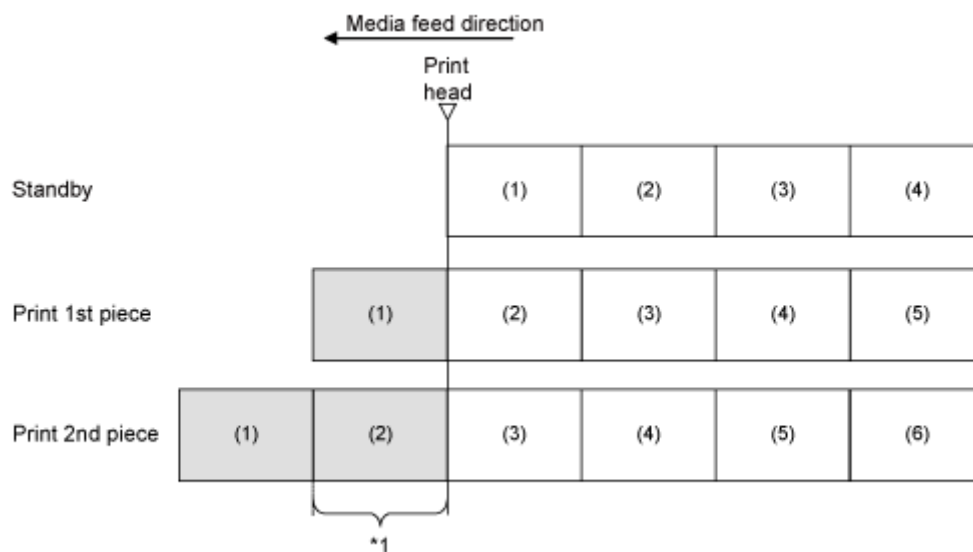 Media feed direction
Print
head
Standby
(1) (2) (3) (4)
Print 1st piece
(1) (2) (3) (4) (5)
Print 2nd piece
(1) (2) (3) (4) (5) (6)
*1